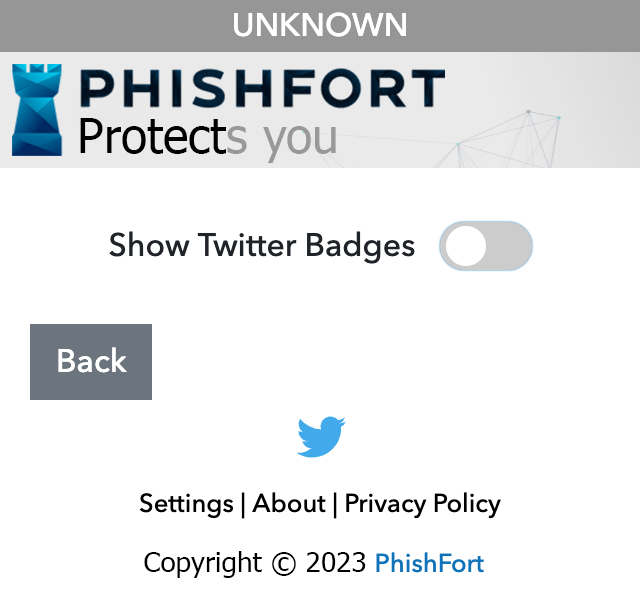 UNKNOWN
PHISHFORT
Protects you
Show Twitter Badges
Back
Settings | About | Privacy Policy
Copyright © 2023 PhishFort